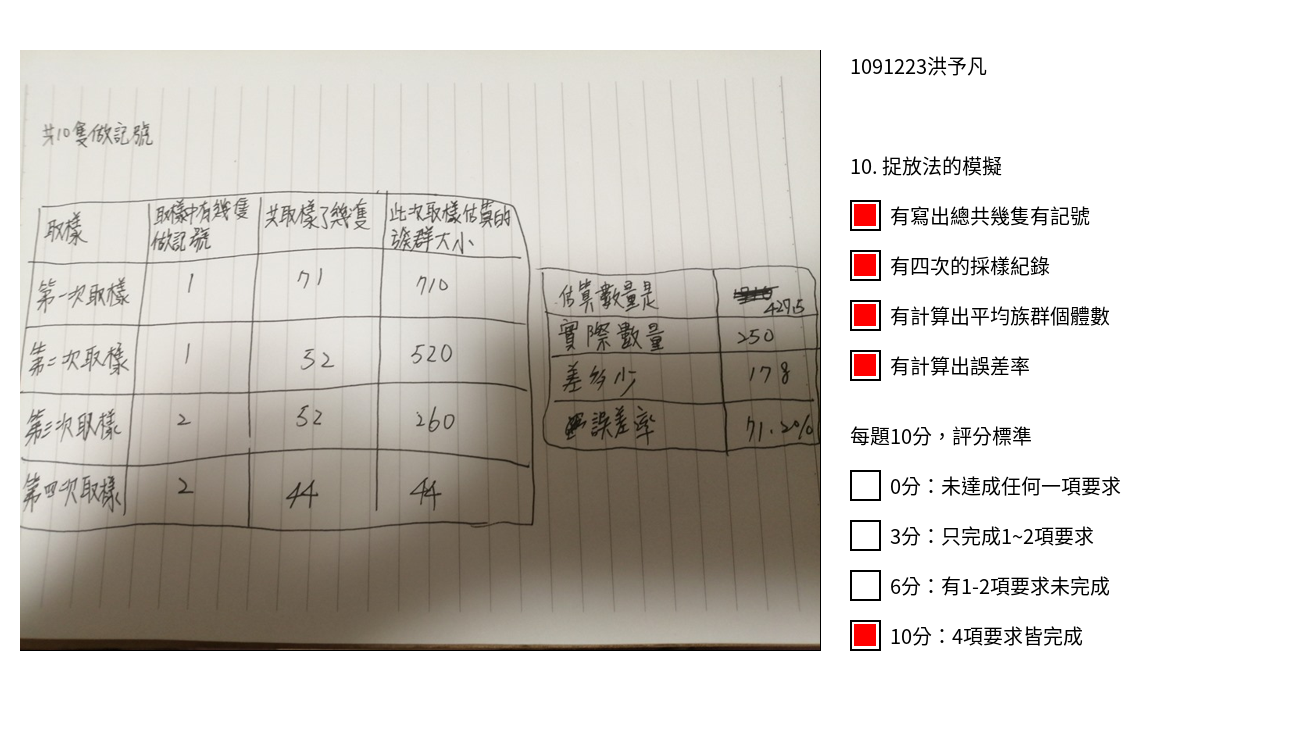 共10隻做記號
取樣 取樣中有幾隻做記號 共取樣了幾隻 此次取樣估算的族群大小
第一次取樣 1 71 710
第二次取樣 1 52 520
第三次取樣 2 52 260
第四次取樣 2 44 44
估算數量是 427.5
實際數量 250
差多少 178
誤差率 71.2%
1091223洪予凡
10. 捉放法的模擬
有寫出總共幾隻有記號
有四次的採樣紀錄
有計算出平均族群個體數
有計算出誤差率
每題10分，評分標準
0分：未達成任何一項要求
3分：只完成1~2項要求
6分：有1-2項要求未完成
10分：4項要求皆完成